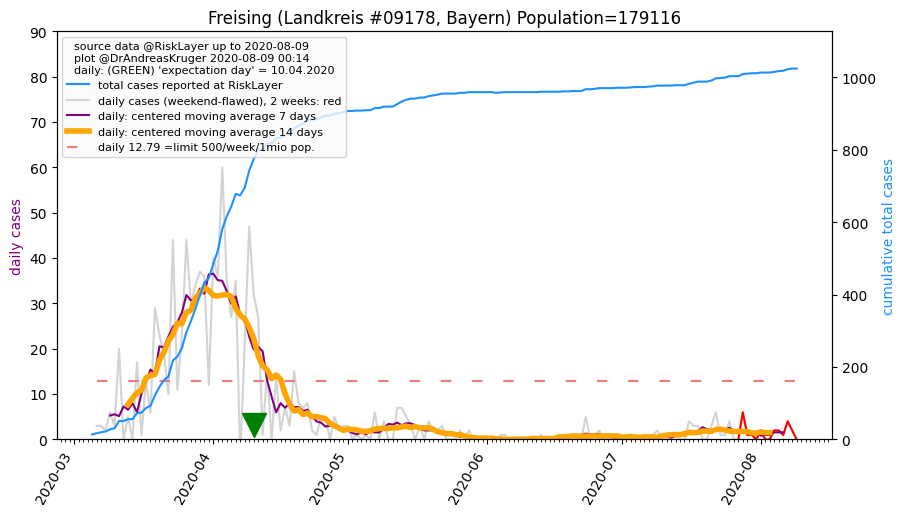 Freising (Landkreis #09178, Bayern) Population=179116
source data @RiskLayer up to 2020-08-09
plot @DrAndreasKruger 2020-08-09 00:14
daily: (GREEN) 'expectation day' = 10.04.2020
total cases reported at RiskLayer
daily cases (weekend-flawed), 2 weeks: red
daily: centered moving average 7 days
daily: centered moving average 14 days
daily 12.79 =limit 500/week/1mio pop.
daily cases
90
80
70
60
50
40
30
20
10
0
cumulative total cases
1000
800
600
400
200
0
2020-03
2020-04
2020-05
2020-06
2020-07
2020-08